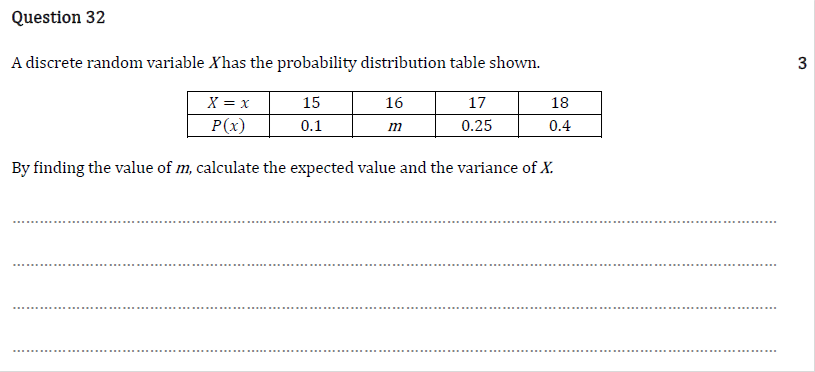 Question 32
A discrete random variable X has the probability distribution table shown. 3
X = x 15 16 17 18
P(x) 0.1 m 0.25 0.4
By finding the value of m, calculate the expected value and the variance of X.